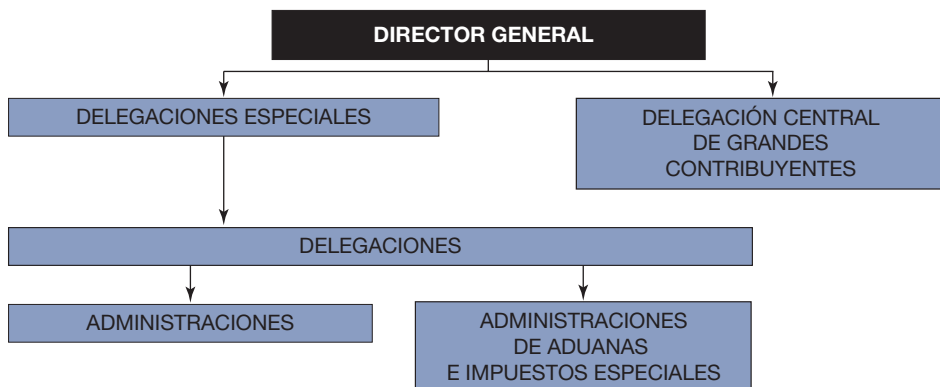 DIRECTOR GENERAL
DELEGACIONES ESPECIALES
DELEGACIÓN CENTRAL
DE GRANDES
CONTRIBUYENTES
DELEGACIONES
ADMINISTRACIONES
ADMINISTRACIONES
DE ADUANAS
E IMPUESTOS ESPECIALES